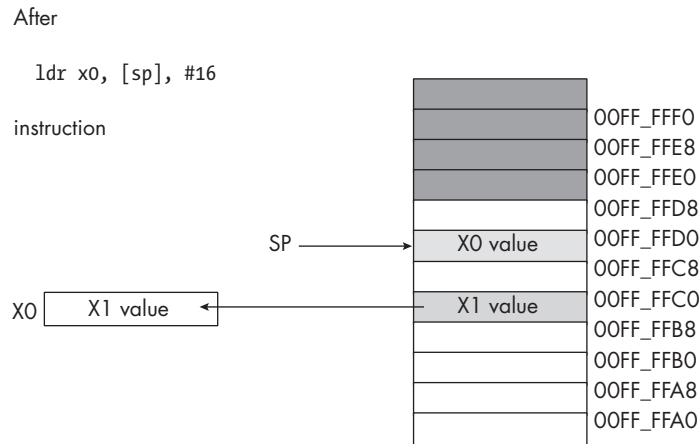 After
ldr x0, [sp], #16
instruction
00FF_FFF0
00FF_FFE8
00FF_FFE0
00FF_FFD8
SP X0 value 00FF_FFD0
00FF_FFC8
X0 X1 value X1 value 00FF_FFC0
00FF_FFB8
00FF_FFB0
00FF_FFA8
00FF_FFA0